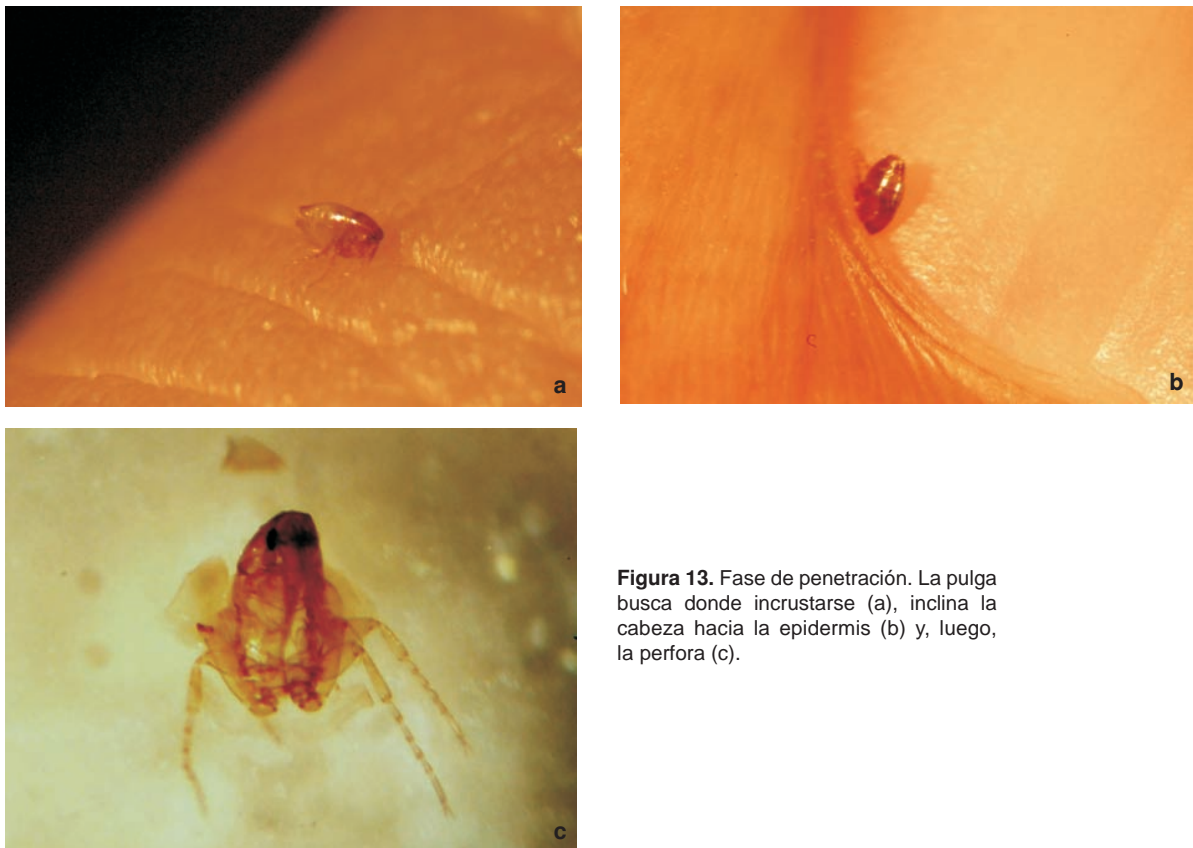 a
b
c
Figura 13. Fase de penetración. La pulga
busca donde incrustarse (a), inclina la
cabeza hacia la epidermis (b) y, luego,
la perfora (c).